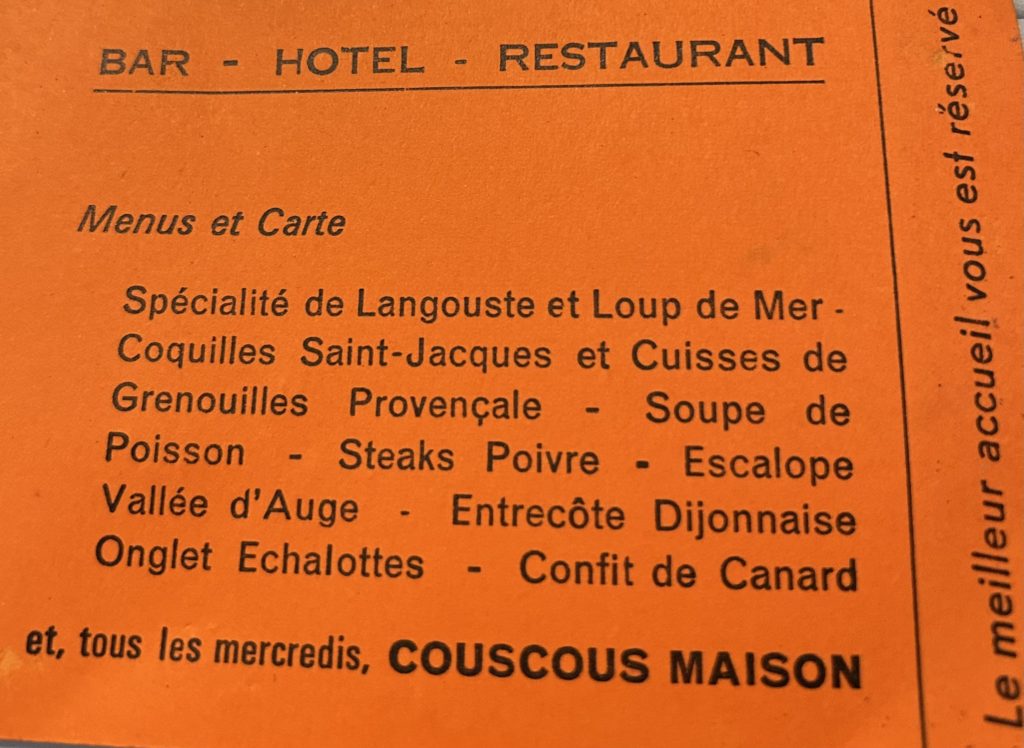 BAR - HOTEL - RESTAURANT
Menus et Carte
Spécialité de Langouste et Loup de Mer -
Coquilles Saint-Jacques et Cuisses de
Grenouilles Provençale - Soupe de
Poisson - Steaks Poivre - Escalope
Vallée d'Auge - Entrecôte Dijonnaise
Onglet Echalottes - Confit de Canard
et, tous les mercredis, COUSCOUS MAISON
Le meilleur accueil vous est réservé